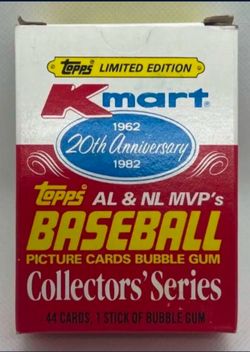 Topps LIMITED EDITION
Kmart®
1962
20th Anniversary
1982
Topps AL & NL MVP's
BASEBALL
PICTURE CARDS BUBBLE GUM
Collectors' Series
44 CARDS, 1 STICK OF BUBBLE GUM